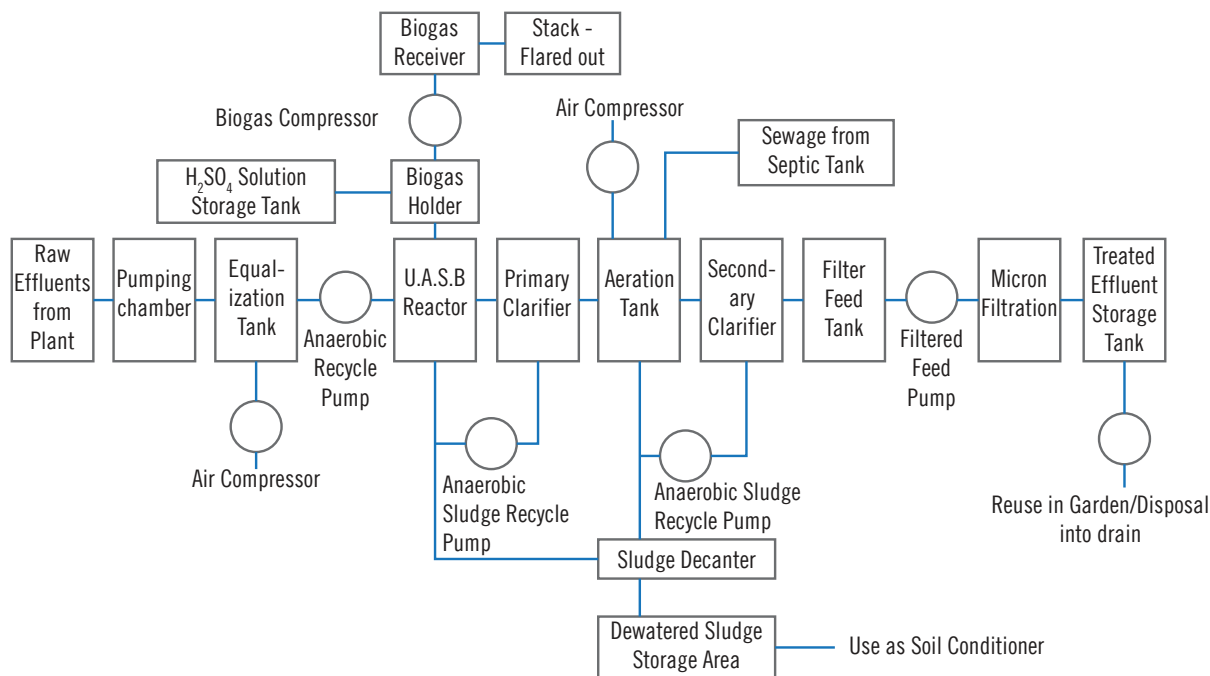 Biogas
Receiver
Stack -
Flared out
Biogas Compressor
Air Compressor
Sewage from
Septic Tank
H₂SO₄ Solution
Storage Tank
Biogas
Holder
Raw
Effluents
from
Plant
Pumping
chamber
Equal-
ization
Tank
Anaerobic
Recycle
Pump
U.A.S.B
Reactor
Primary
Clarifier
Aeration
Tank
Second-
ary
Clarifier
Filter
Feed
Tank
Filtered
Feed
Pump
Micron
Filtration
Treated
Effluent
Storage
Tank
Air Compressor
Anaerobic
Sludge Recycle
Pump
Anaerobic Sludge
Recycle Pump
Reuse in Garden/Disposal
into drain
Sludge Decanter
Dewatered Sludge
Storage Area
Use as Soil Conditioner